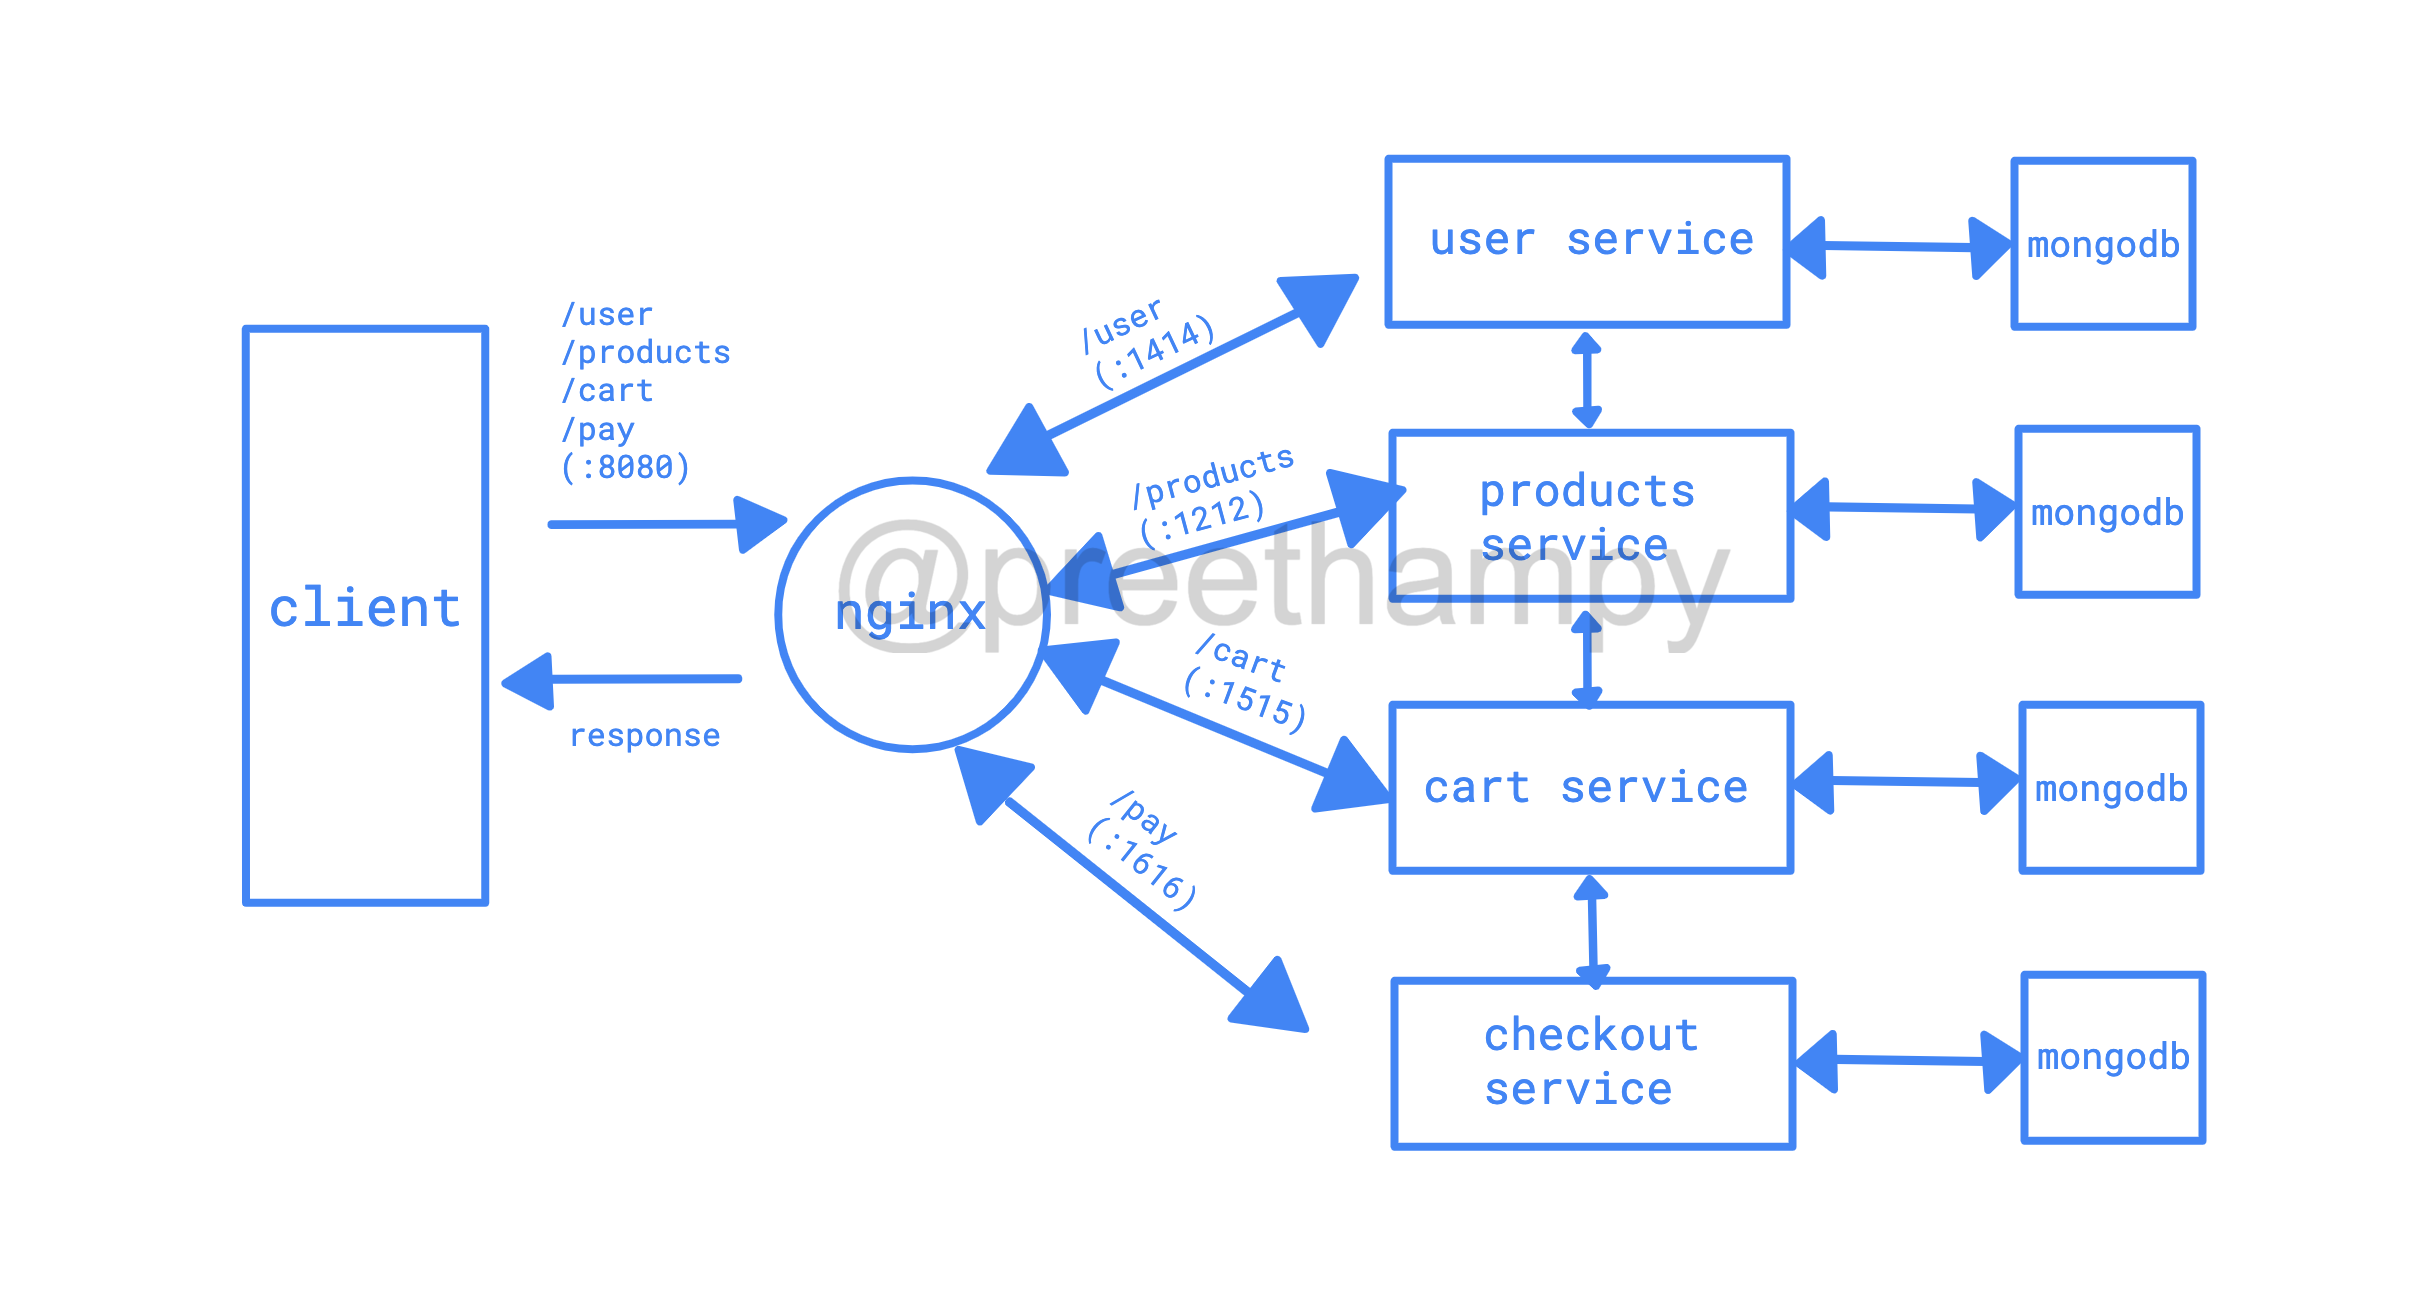 client
/user
/products
/cart
/pay
(:8080)
response
nginx
/user
(:1414)
/products
(:1212)
/cart
(:1515)
/pay
(:1616)
user service
mongodb
products
service
mongodb
cart service
mongodb
checkout
service
mongodb
@preethampy